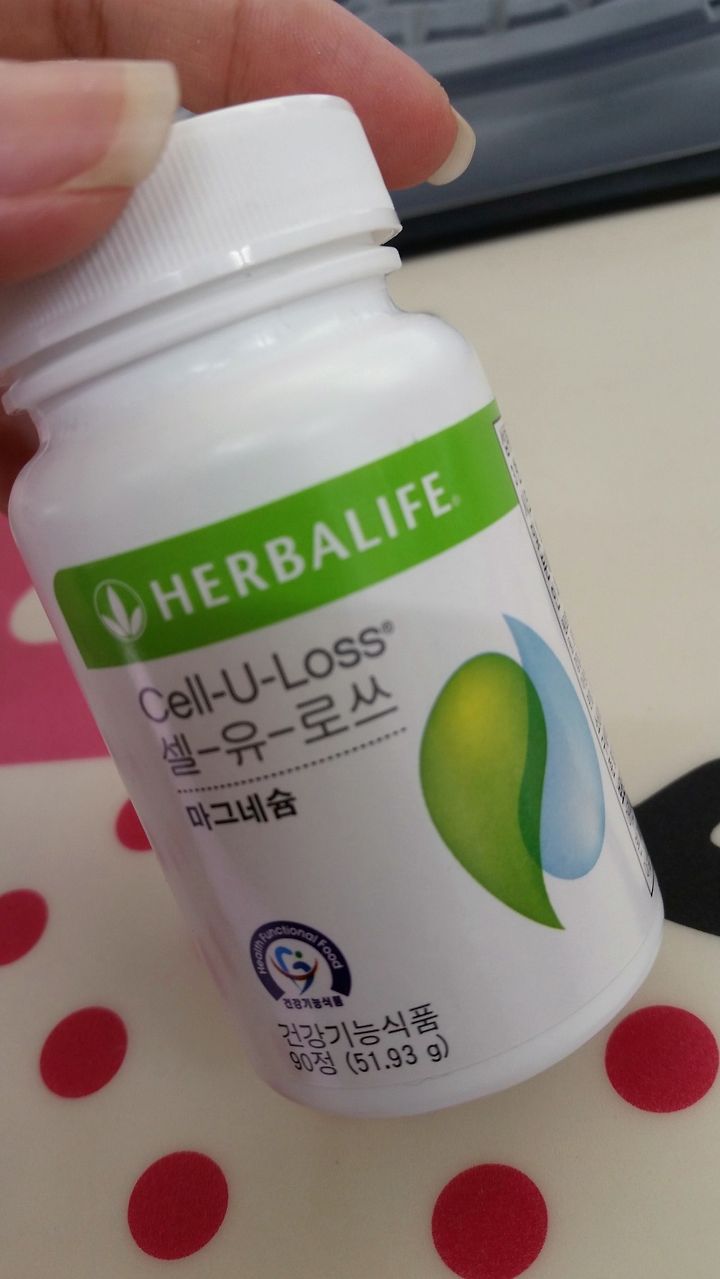 HERBALIFE®
Cell-U-Loss®
셀-유-로쓰
마그네슘
Health Functional Food
건강기능식품
건강기능식품
90정 (51.93 g)